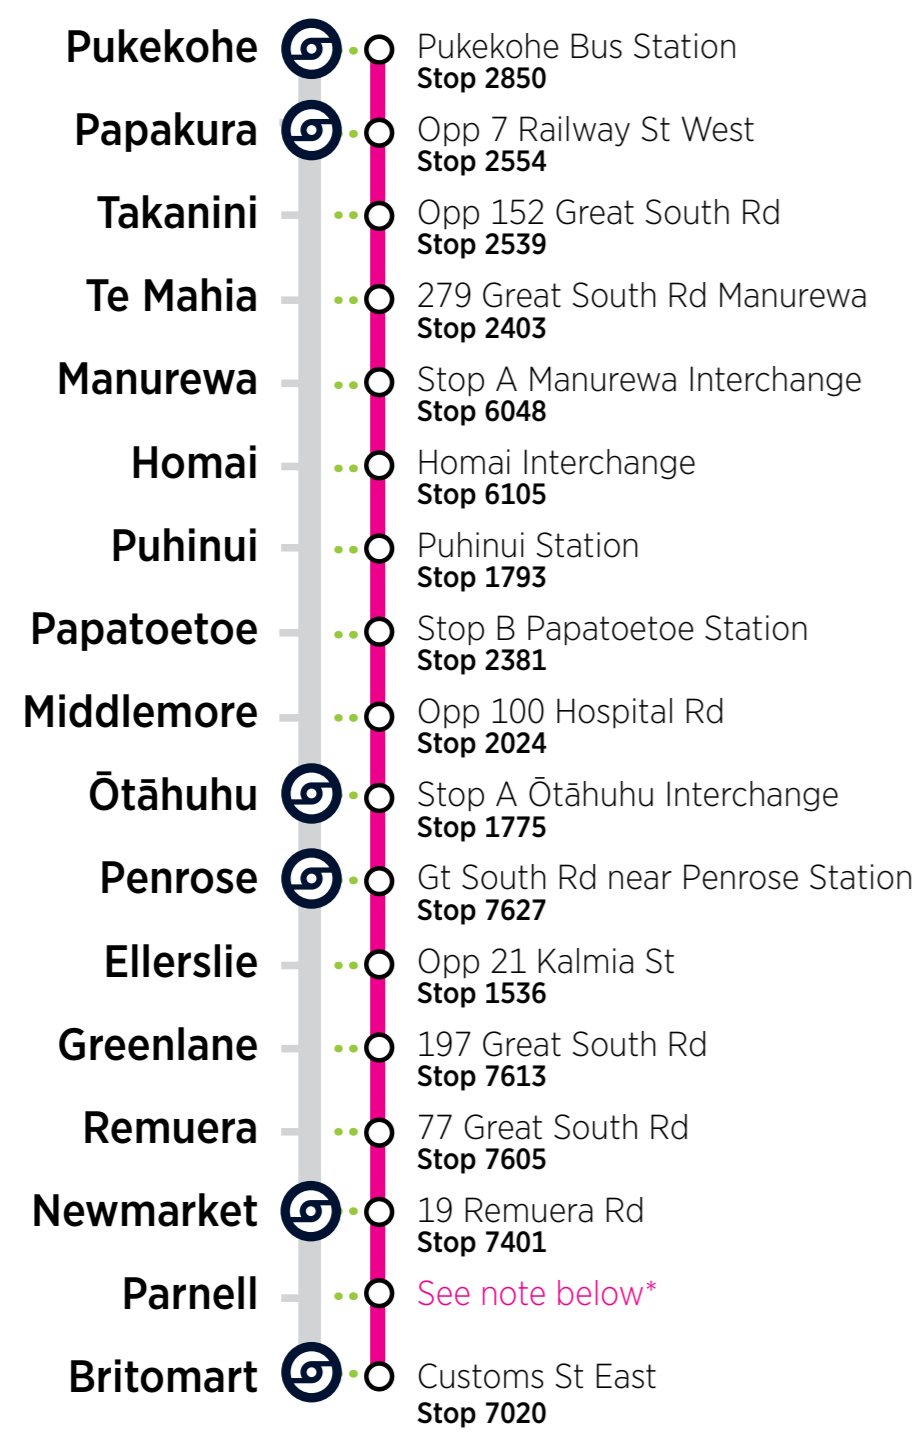 Pukekohe
Pukekohe Bus Station
Stop 2850
Papakura
Opp 7 Railway St West
Stop 2554
Takanini
Opp 152 Great South Rd
Stop 2539
Te Mahia
279 Great South Rd Manurewa
Stop 2403
Manurewa
Stop A Manurewa Interchange
Stop 6048
Homai
Homai Interchange
Stop 6105
Puhinui
Puhinui Station
Stop 1793
Papatoetoe
Stop B Papatoetoe Station
Stop 2381
Middlemore
Opp 100 Hospital Rd
Stop 2024
Ōtāhuhu
Stop A Ōtāhuhu Interchange
Stop 1775
Penrose
Gt South Rd near Penrose Station
Stop 7627
Ellerslie
Opp 21 Kalmia St
Stop 1536
Greenlane
197 Great South Rd
Stop 7613
Remuera
77 Great South Rd
Stop 7605
Newmarket
19 Remuera Rd
Stop 7401
Parnell
See note below*
Britomart
Customs St East
Stop 7020